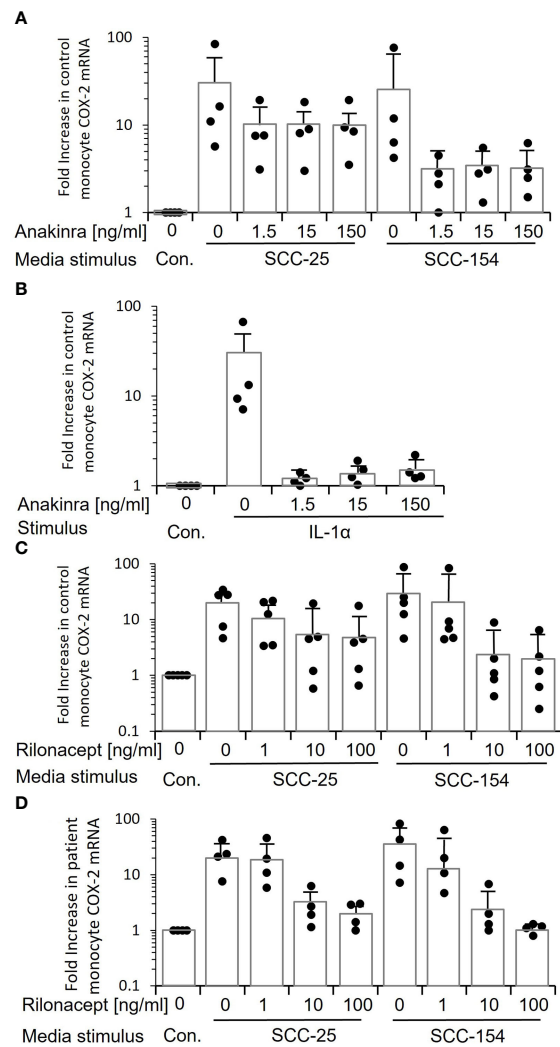 A
Fold Increase in control
monocyte COX-2 mRNA
100
10
1
Anakinra [ng/ml] 0 0 1.5 15 150 0 1.5 15 150
Media stimulus Con. SCC-25 SCC-154
B
Fold Increase in control
monocyte COX-2 mRNA
100
10
1
Anakinra [ng/ml] 0 0 1.5 15 150
Stimulus Con. IL-1α
C
Fold Increase in control
monocyte COX-2 mRNA
100
10
1
0.1
Rilonacept [ng/ml] 0 0 1 10 100 0 1 10 100
Media stimulus Con. SCC-25 SCC-154
D
Fold Increase in patient
monocyte COX-2 mRNA
100
10
1
0.1
Rilonacept [ng/ml] 0 0 1 10 100 0 1 10 100
Media stimulus Con. SCC-25 SCC-154